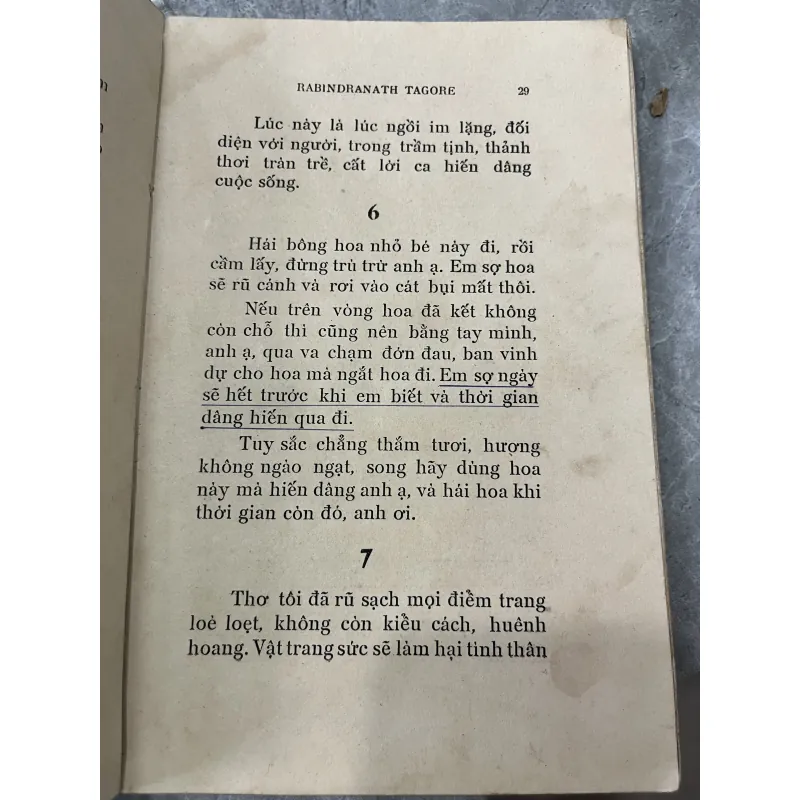 RABINDRANATH TAGORE 29
Lúc này là lúc ngồi im lặng, đối
diện với người, trong trầm tịnh, thảnh
thơi tràn trề, cất lời ca hiến dâng
cuộc sống.
6
Hái bông hoa nhỏ bé này đi, rồi
cầm lấy, đừng trù trừ anh ạ. Em sợ hoa
sẽ rũ cánh và rơi vào cát bụi mất thôi.
Nếu trên vòng hoa đã kết không
còn chỗ thì cũng nên bằng tay mình,
anh ạ, qua va chạm đớn đau, ban vinh
dự cho hoa mà ngắt hoa đi. Em sợ ngày
sẽ hết trước khi em biết và thời gian
dâng hiến qua đi.
Tuy sắc chẳng thắm tươi, hượng
không ngào ngạt, song hãy dùng hoa
này mà hiến dâng anh ạ, và hái hoa khi
thời gian còn đó, anh ơi.
7
Thơ tôi đã rũ sạch mọi điểm trang
loè loẹt, không còn kiểu cách, huênh
hoang. Vật trang sức sẽ làm hại tình thân